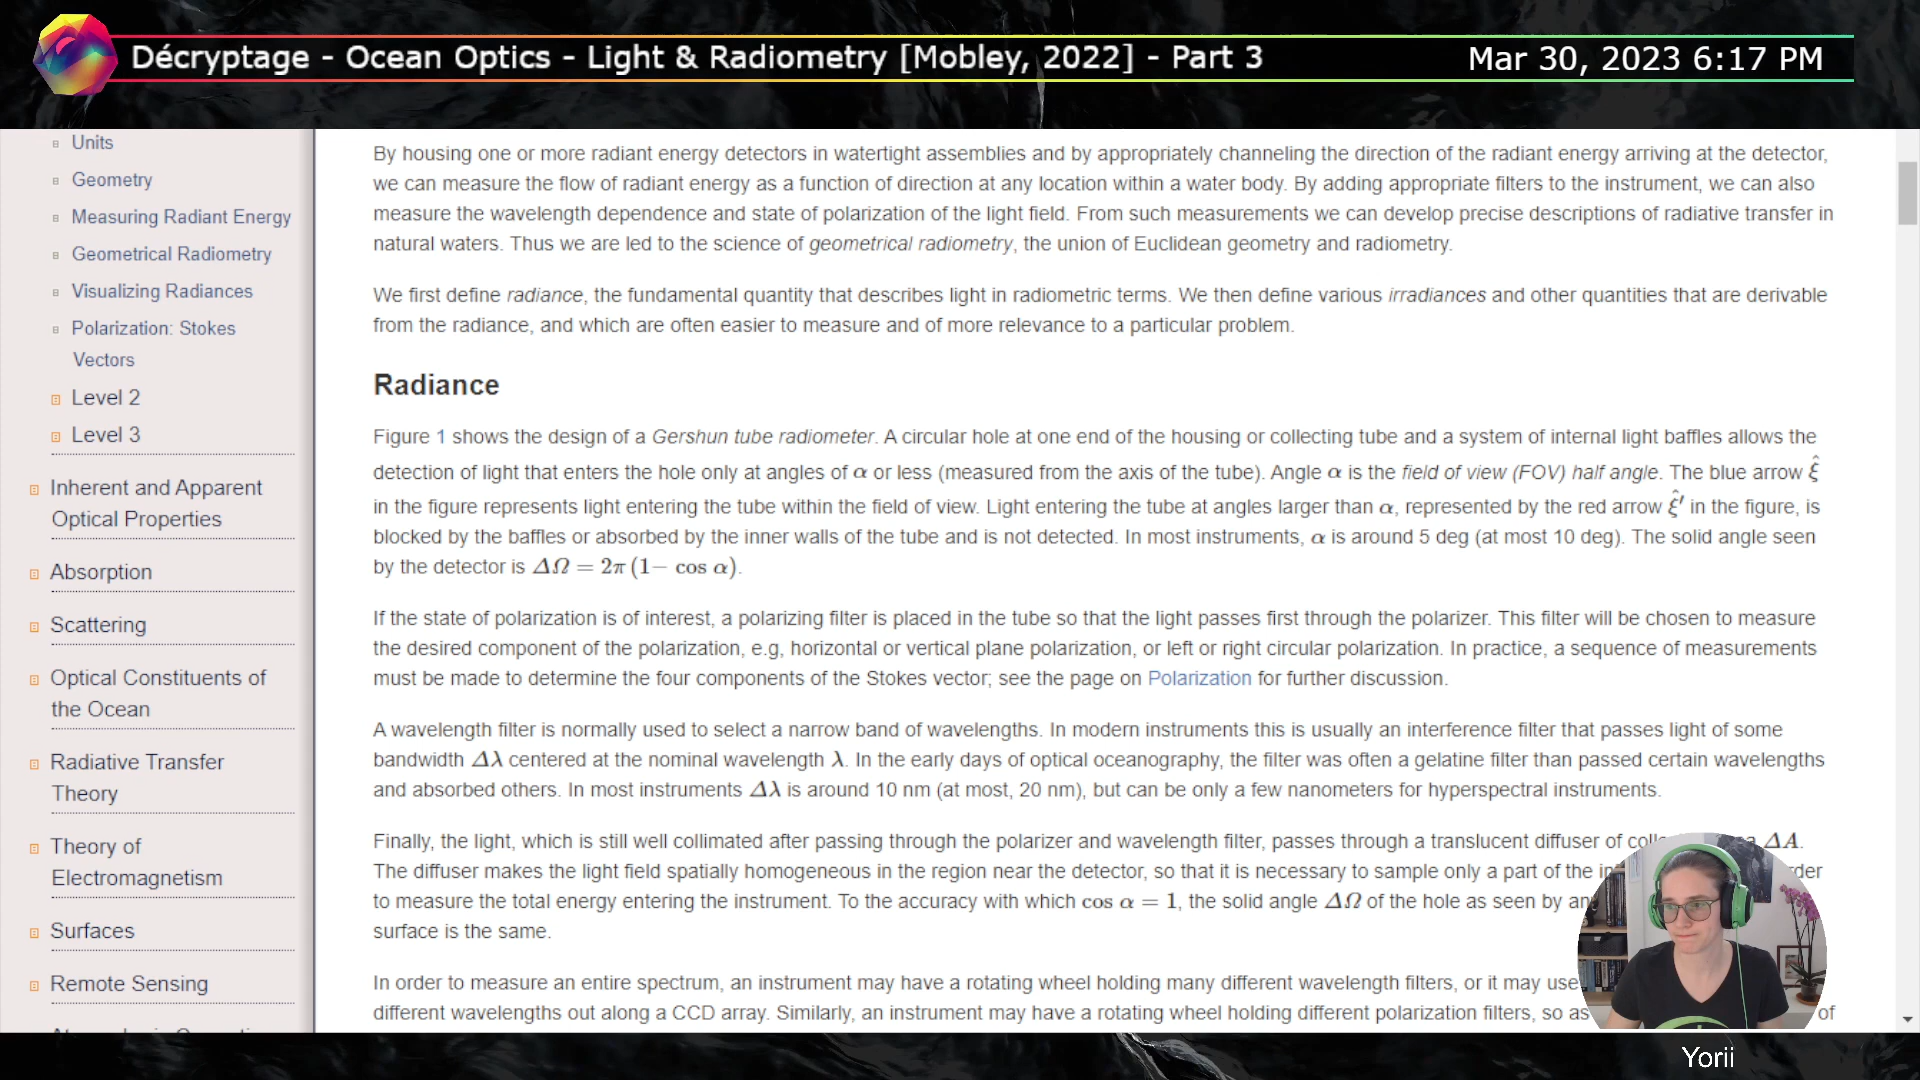 Décryptage - Ocean Optics - Light & Radiometry [Mobley, 2022] - Part 3
Mar 30, 2023 6:17 PM
Units
Geometry
Measuring Radiant Energy
Geometrical Radiometry
Visualizing Radiances
Polarization: Stokes
Vectors
Level 2
Level 3
Inherent and Apparent
Optical Properties
Absorption
Scattering
Optical Constituents of
the Ocean
Radiative Transfer
Theory
Theory of
Electromagnetism
Surfaces
Remote Sensing
By housing one or more radiant energy detectors in watertight assemblies and by appropriately channeling the direction of the radiant energy arriving at the detector,
we can measure the flow of radiant energy as a function of direction at any location within a water body. By adding appropriate filters to the instrument, we can also
measure the wavelength dependence and state of polarization of the light field. From such measurements we can develop precise descriptions of radiative transfer in
natural waters. Thus we are led to the science of geometrical radiometry, the union of Euclidean geometry and radiometry.
We first define radiance, the fundamental quantity that describes light in radiometric terms. We then define various irradiances and other quantities that are derivable
from the radiance, and which are often easier to measure and of more relevance to a particular problem.
Radiance
Figure 1 shows the design of a Gershun tube radiometer. A circular hole at one end of the housing or collecting tube and a system of internal light baffles allows the
detection of light that enters the hole only at angles of α or less (measured from the axis of the tube). Angle α is the field of view (FOV) half angle. The blue arrow ξ̂
in the figure represents light entering the tube within the field of view. Light entering the tube at angles larger than α, represented by the red arrow ξ̂′ in the figure, is
blocked by the baffles or absorbed by the inner walls of the tube and is not detected. In most instruments, α is around 5 deg (at most 10 deg). The solid angle seen
by the detector is ΔΩ = 2π (1− cos α).
If the state of polarization is of interest, a polarizing filter is placed in the tube so that the light passes first through the polarizer. This filter will be chosen to measure
the desired component of the polarization, e.g, horizontal or vertical plane polarization, or left or right circular polarization. In practice, a sequence of measurements
must be made to determine the four components of the Stokes vector; see the page on Polarization for further discussion.
A wavelength filter is normally used to select a narrow band of wavelengths. In modern instruments this is usually an interference filter that passes light of some
bandwidth Δλ centered at the nominal wavelength λ. In the early days of optical oceanography, the filter was often a gelatine filter than passed certain wavelengths
and absorbed others. In most instruments Δλ is around 10 nm (at most, 20 nm), but can be only a few nanometers for hyperspectral instruments.
Finally, the light, which is still well collimated after passing through the polarizer and wavelength filter, passes through a translucent diffuser of ΔA.
The diffuser makes the light field spatially homogeneous in the region near the detector, so that it is necessary to sample only a part of the
to measure the total energy entering the instrument. To the accuracy with which cos α = 1, the solid angle ΔΩ of the hole as seen by
surface is the same.
In order to measure an entire spectrum, an instrument may have a rotating wheel holding many different wavelength filters, or it may use
different wavelengths out along a CCD array. Similarly, an instrument may have a rotating wheel holding different polarization filters, so as of
Yorii